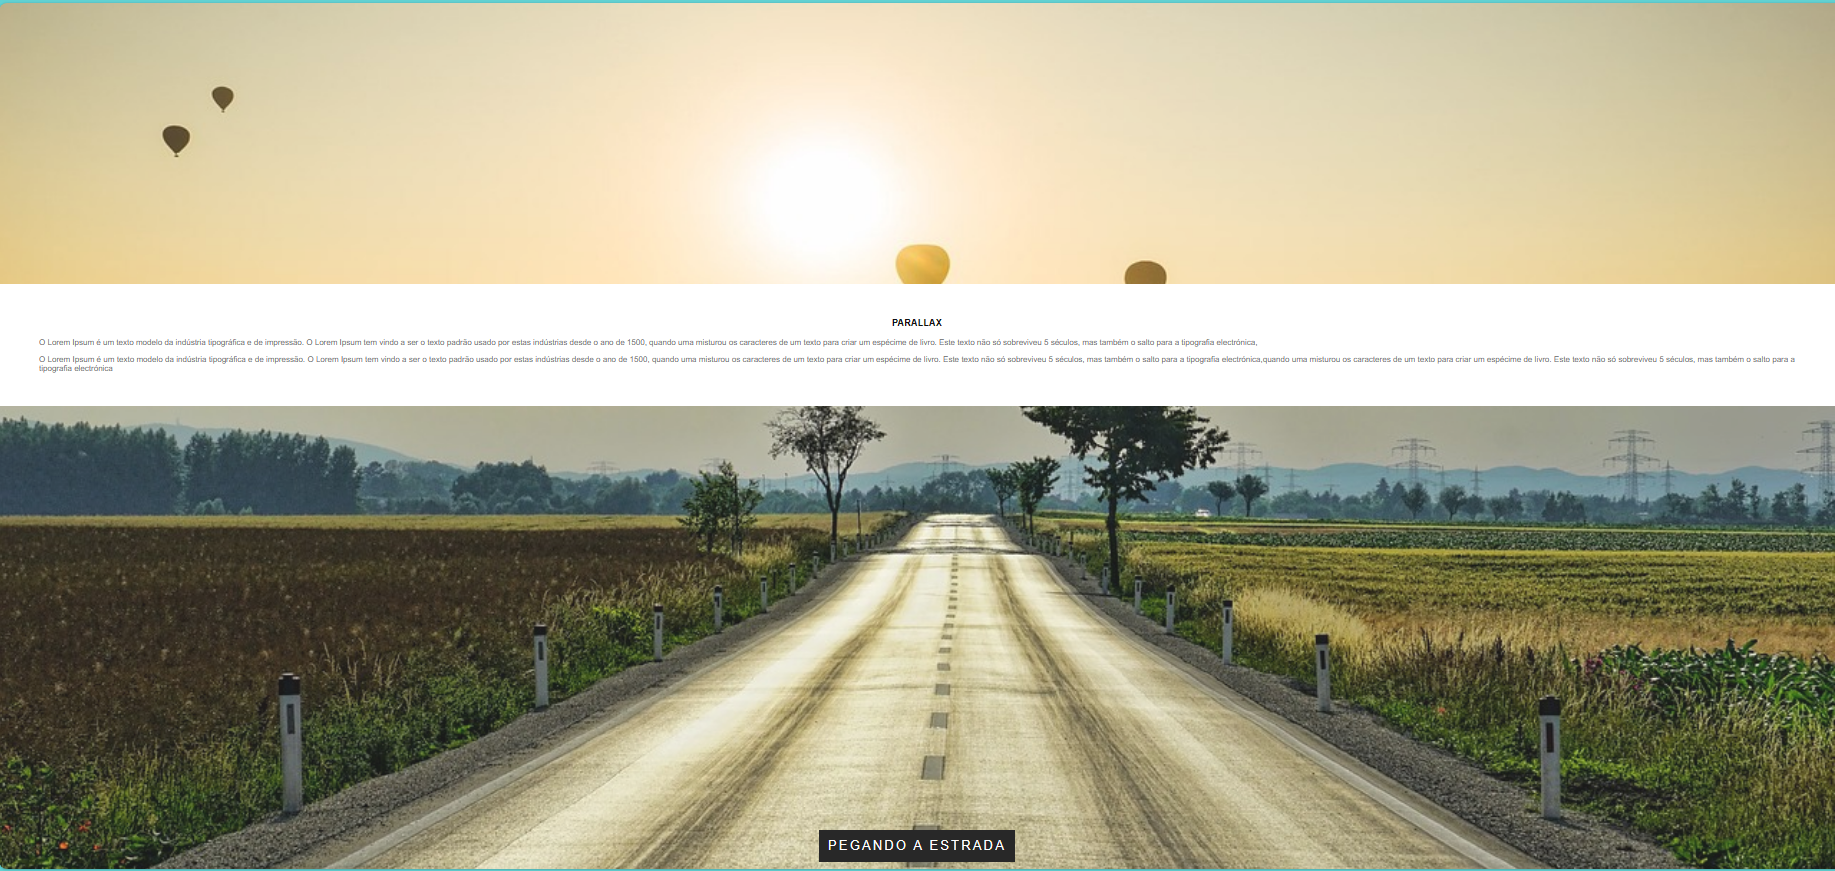 PARALLAX
O Lorem Ipsum é um texto modelo da indústria tipográfica e de impressão. O Lorem Ipsum tem vindo a ser o texto padrão usado por estas indústrias desde o ano de 1500, quando uma misturou os caracteres de um texto para criar um espécime de livro. Este texto não só sobreviveu 5 séculos, mas também o salto para a tipografia electrónica,
O Lorem Ipsum é um texto modelo da indústria tipográfica e de impressão. O Lorem Ipsum tem vindo a ser o texto padrão usado por estas indústrias desde o ano de 1500, quando uma misturou os caracteres de um texto para criar um espécime de livro. Este texto não só sobreviveu 5 séculos, mas também o salto para a tipografia electrónica,quando uma misturou os caracteres de um texto para criar um espécime de livro. Este texto não só sobreviveu 5 séculos, mas também o salto para a
tipografia electrónica
PEGANDO A ESTRADA